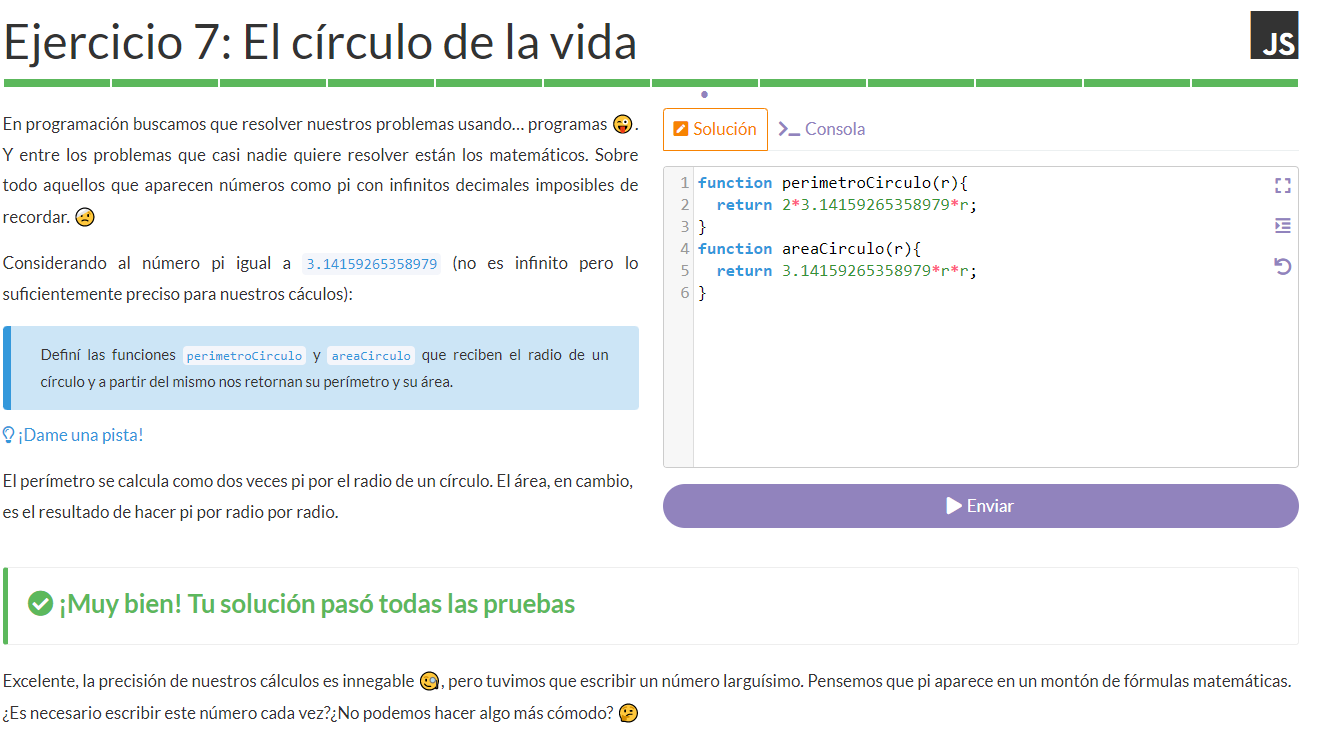 Ejercicio 7: El círculo de la vida
JS
En programación buscamos que resolver nuestros problemas usando... programas 😜.
Y entre los problemas que casi nadie quiere resolver están los matemáticos. Sobre
todo aquellos que aparecen números como pi con infinitos decimales imposibles de
recordar. 🤕
Considerando al número pi igual a 3.14159265358979 (no es infinito pero lo
suficientemente preciso para nuestros cáculos):
Definí las funciones perimetroCirculo y areaCirculo que reciben el radio de un
círculo y a partir del mismo nos retornan su perímetro y su área.
¡Dame una pista!
El perímetro se calcula como dos veces pi por el radio de un círculo. El área, en cambio,
es el resultado de hacer pi por radio por radio.
Solución
>_ Consola
1 function perimetroCirculo(r){
2   return 2*3.14159265358979*r;
3 }
4 function areaCirculo(r){
5   return 3.14159265358979*r*r;
6 }
Enviar
¡Muy bien! Tu solución pasó todas las pruebas
Excelente, la precisión de nuestros cálculos es innegable 🧐, pero tuvimos que escribir un número larguísimo. Pensemos que pi aparece en un montón de fórmulas matemáticas.
¿Es necesario escribir este número cada vez?¿No podemos hacer algo más cómodo? 🤔